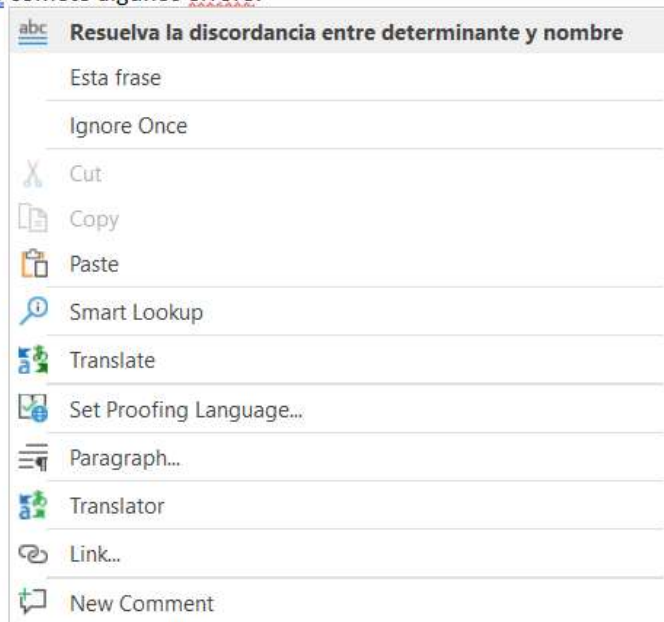 abc Resuelva la discordancia entre determinante y nombre
Esta frase
Ignore Once
Cut
Copy
Paste
Smart Lookup
Translate
Set Proofing Language...
Paragraph...
Translator
Link...
New Comment